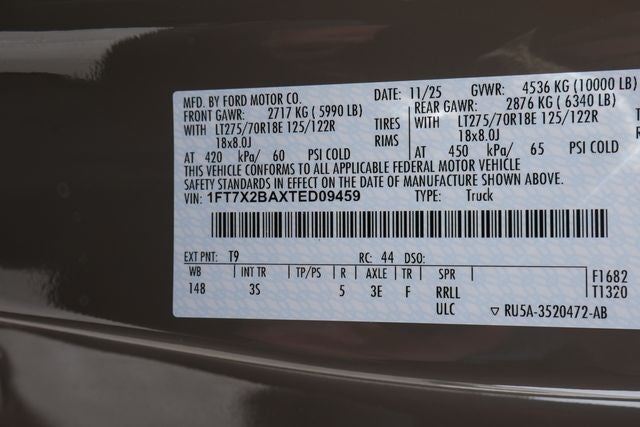 MFD. BY FORD MOTOR CO. DATE: 11/25 GVWR: 4536 KG (10000 LB)
FRONT GAWR: 2717 KG (5990 LB) REAR GAWR: 2876 KG (6340 LB)
WITH LT275/70R18E 125/122R TIRES WITH LT275/70R18E 125/122R
18x8.0J RIMS 18x8.0J
AT 420 kPa/ 60 PSI COLD AT 450 kPa/ 65 PSI COLD
THIS VEHICLE CONFORMS TO ALL APPLICABLE FEDERAL MOTOR VEHICLE
SAFETY STANDARDS IN EFFECT ON THE DATE OF MANUFACTURE SHOWN ABOVE.
VIN: 1FT7X2BAXTED09459 TYPE: Truck
EXT PNT: T9 RC: 44 DSO:
WB INT TR TP/PS R AXLE TR SPR F1682
148 3S 5 3E F RRLL T1320
ULC ▽ RU5A-3520472-AB